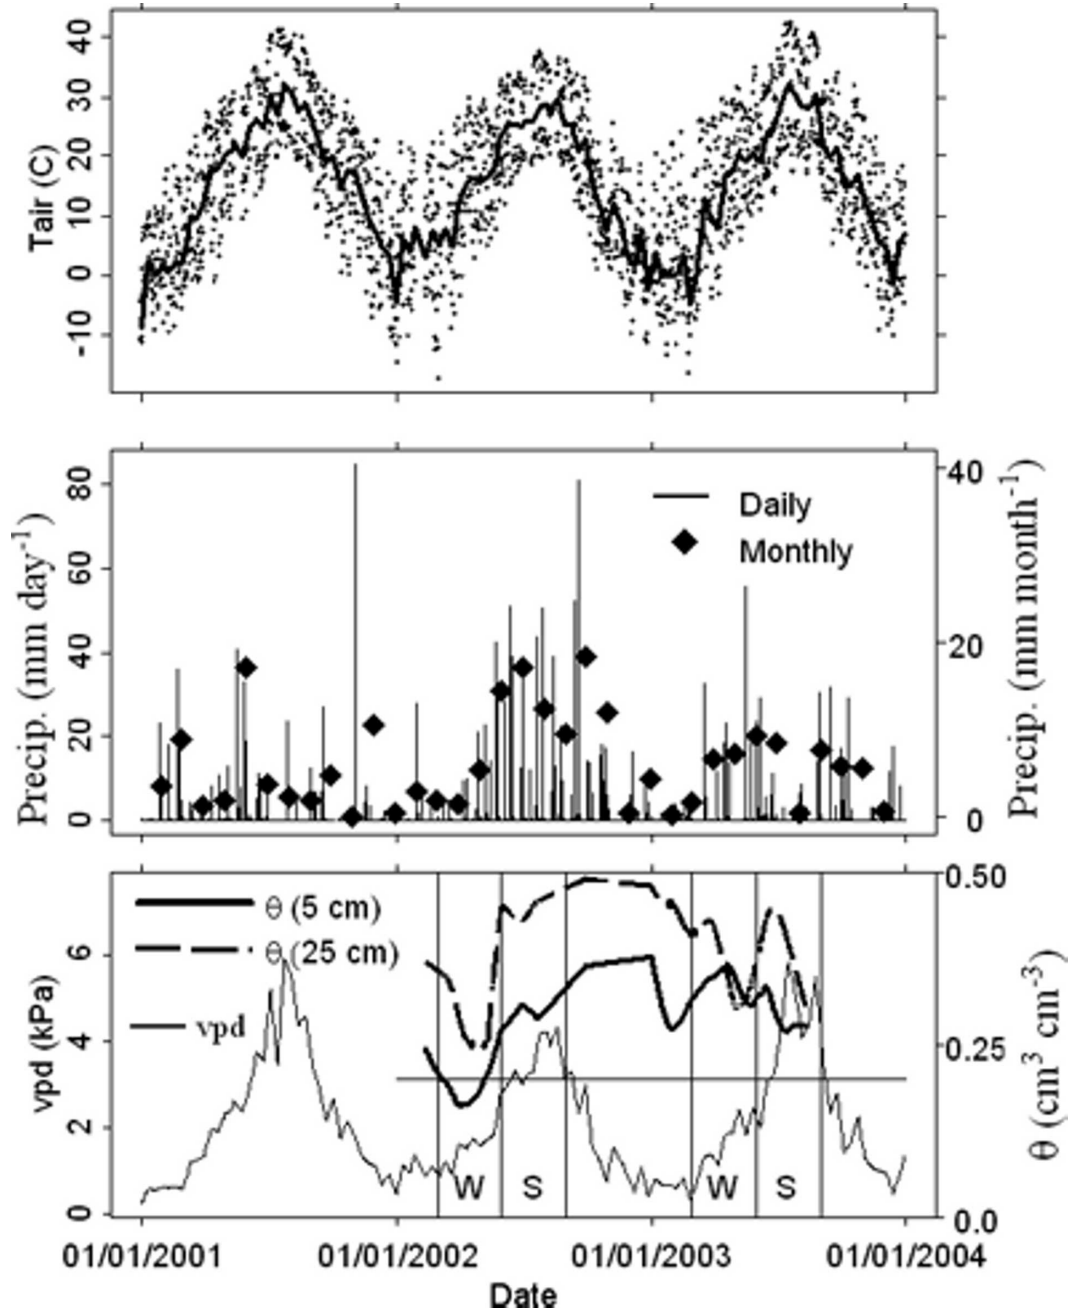 Tair (C)
40
30
20
10
0
-10
Precip. (mm day⁻¹)
80
60
40
20
0
Daily
Monthly
40
20
0
Precip. (mm month⁻¹)
vpd (kPa)
6
4
2
0
θ (5 cm)
θ (25 cm)
vpd
W
S
W
S
0.50
0.25
0.0
θ (cm³ cm⁻³)
01/01/2001
01/01/2002
01/01/2003
01/01/2004
Date